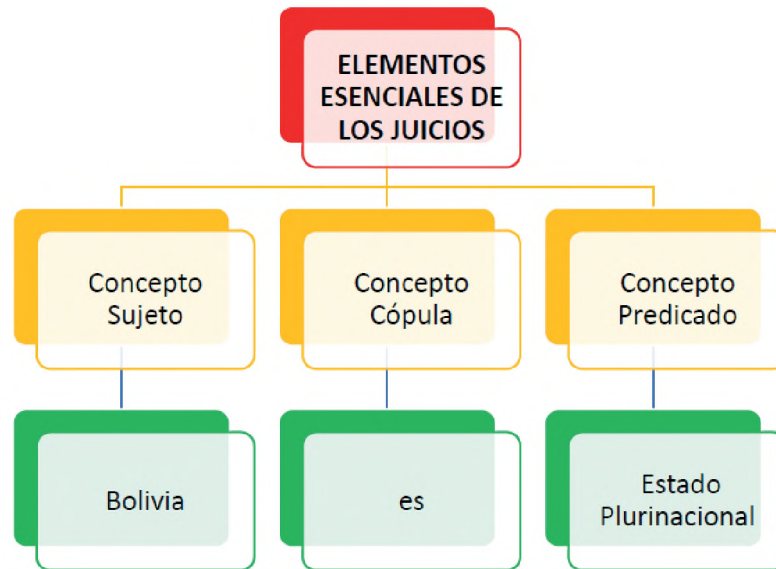 ELEMENTOS
ESENCIALES DE
LOS JUICIOS
Concepto
Sujeto
Concepto
Cópula
Concepto
Predicado
Bolivia
es
Estado
Plurinacional